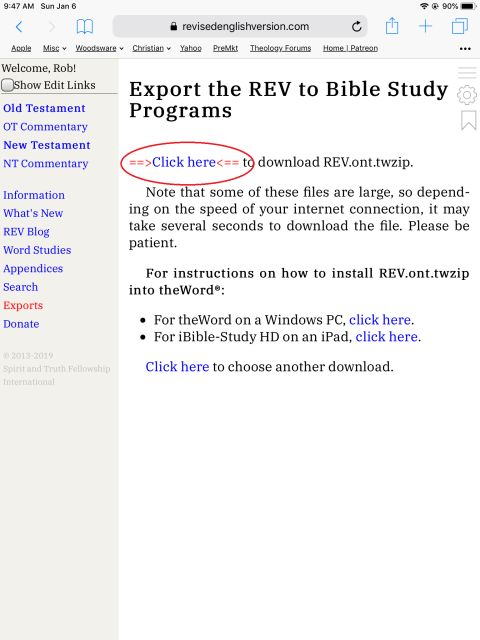 9:47 AM Sun Jan 6
90%
revisedenglishversion.com
Apple Misc Woodsware Christian Yahoo PreMkt Theology Forums Home | Patreon
Welcome, Rob!
Show Edit Links
Old Testament
OT Commentary
New Testament
NT Commentary
Information
What's New
REV Blog
Word Studies
Appendices
Search
Exports
Donate
© 2013-2019
Spirit and Truth Fellowship
International
Export the REV to Bible Study
Programs
==>Click here<== to download REV.ont.twzip.
Note that some of these files are large, so depend-
ing on the speed of your internet connection, it may
take several seconds to download the file. Please be
patient.
For instructions on how to install REV.ont.twzip
into theWord®:
• For theWord on a Windows PC, click here.
• For iBible-Study HD on an iPad, click here.
Click here to choose another download.